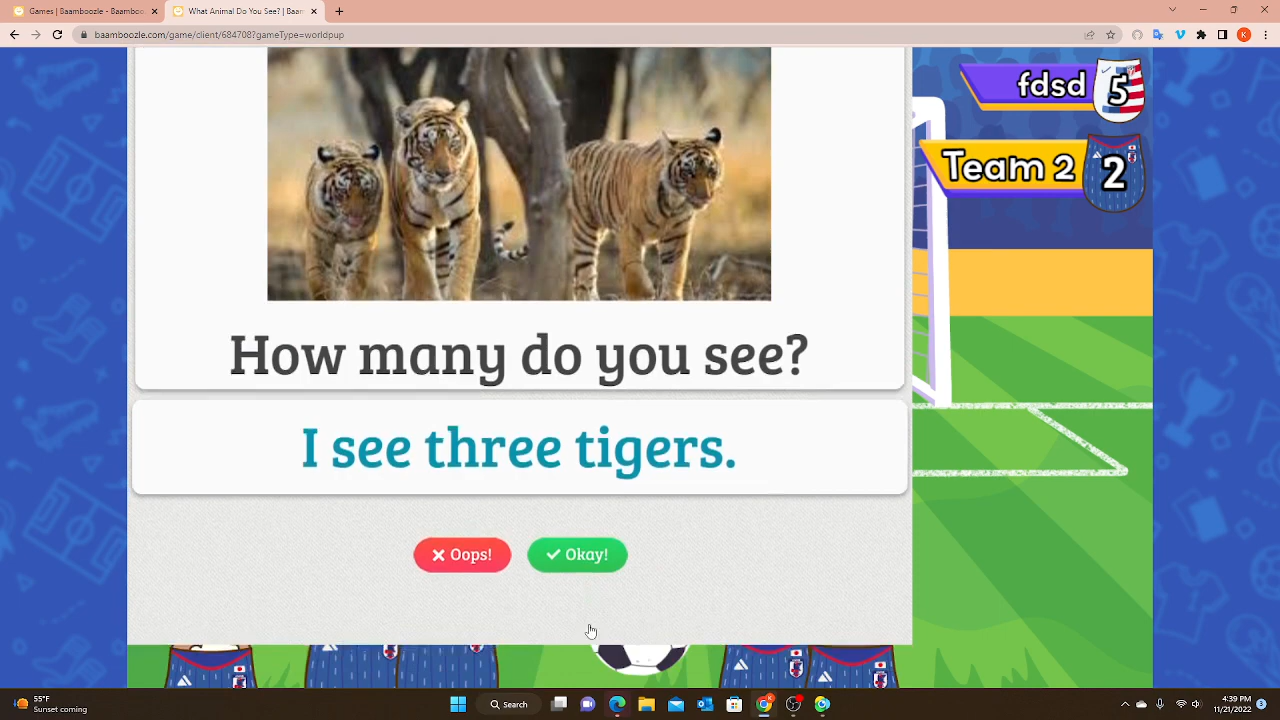 Games | Baamboozle - Baamboo
What Animal Do You See? | Baam
baamboozle.com/game/client/684708?gameType=worldpup
K
fdsd 5
Team 2 2
How many do you see?
I see three tigers.
Oops!
Okay!
55°F
Sunset coming
Search
4:39 PM
11/21/2022
3